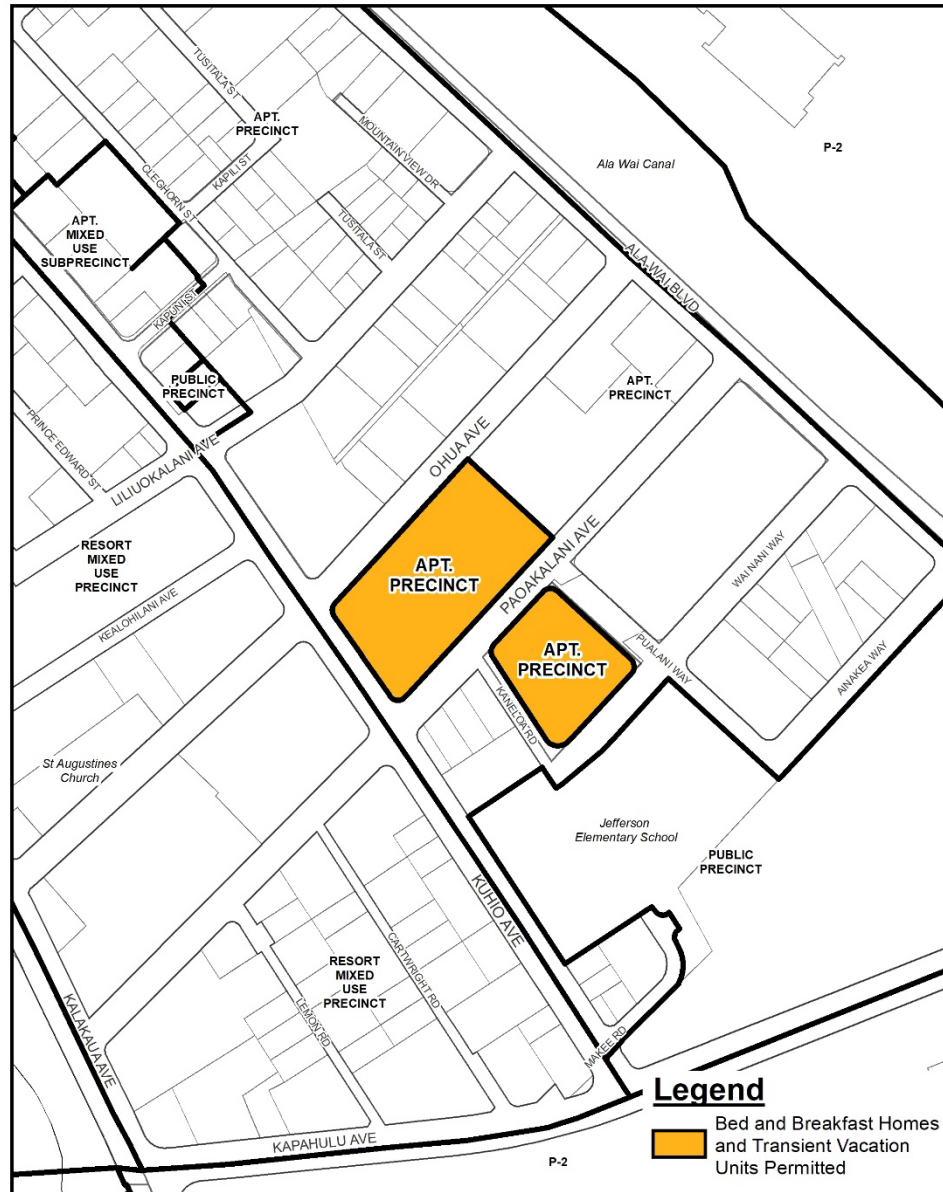 TUSITALA ST
APT.
PRECINCT
MOUNTAIN VIEW DR
Ala Wai Canal
P-2
CLEGHORN ST
KAPILI ST
APT.
MIXED
USE
SUBPRECINCT
TUSITALA ST
ALA WAI BLVD
KAPUNI ST
PUBLIC
PRECINCT
APT.
PRECINCT
PRINCE EDWARD ST
LILIUOKALANI AVE
OHUA AVE
RESORT
MIXED
USE
PRECINCT
APT.
PRECINCT
PAOAKALANI AVE
WAI NANI WAY
KEALOHILANI AVE
APT.
PRECINCT
PUALANI WAY
AINAKEA WAY
KANELOA RD
St Augustines
Church
Jefferson
Elementary School
PUBLIC
PRECINCT
KUHIO AVE
CARTWRIGHT RD
RESORT
MIXED
USE
PRECINCT
LEMON RD
KALAKAUA AVE
MAKEE RD
KAPAHULU AVE
P-2
Legend
Bed and Breakfast Homes
and Transient Vacation
Units Permitted